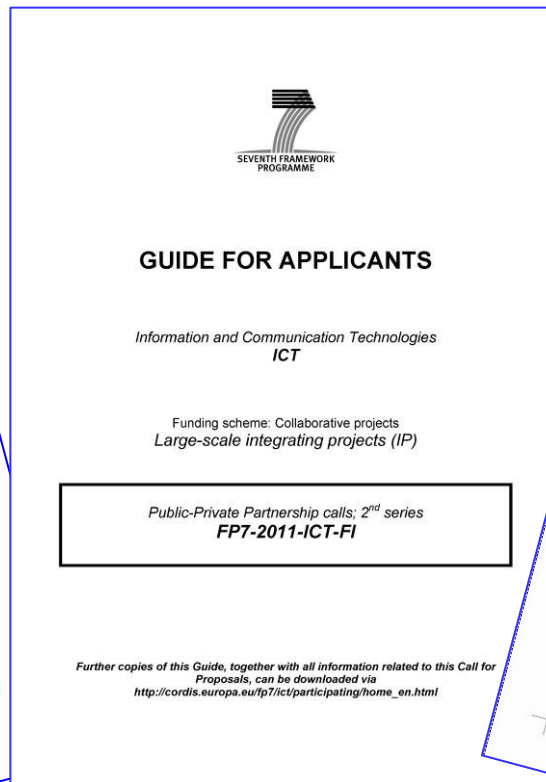 SEVENTH FRAMEWORK
PROGRAMME
GUIDE FOR APPLICANTS
Information and Communication Technologies
ICT
Funding scheme: Collaborative projects
Large-scale integrating projects (IP)
Public-Private Partnership calls; 2nd series
FP7-2011-ICT-FI
Further copies of this Guide, together with all information related to this Call for
Proposals, can be downloaded via
http://cordis.europa.eu/fp7/ict/participating/home_en.html